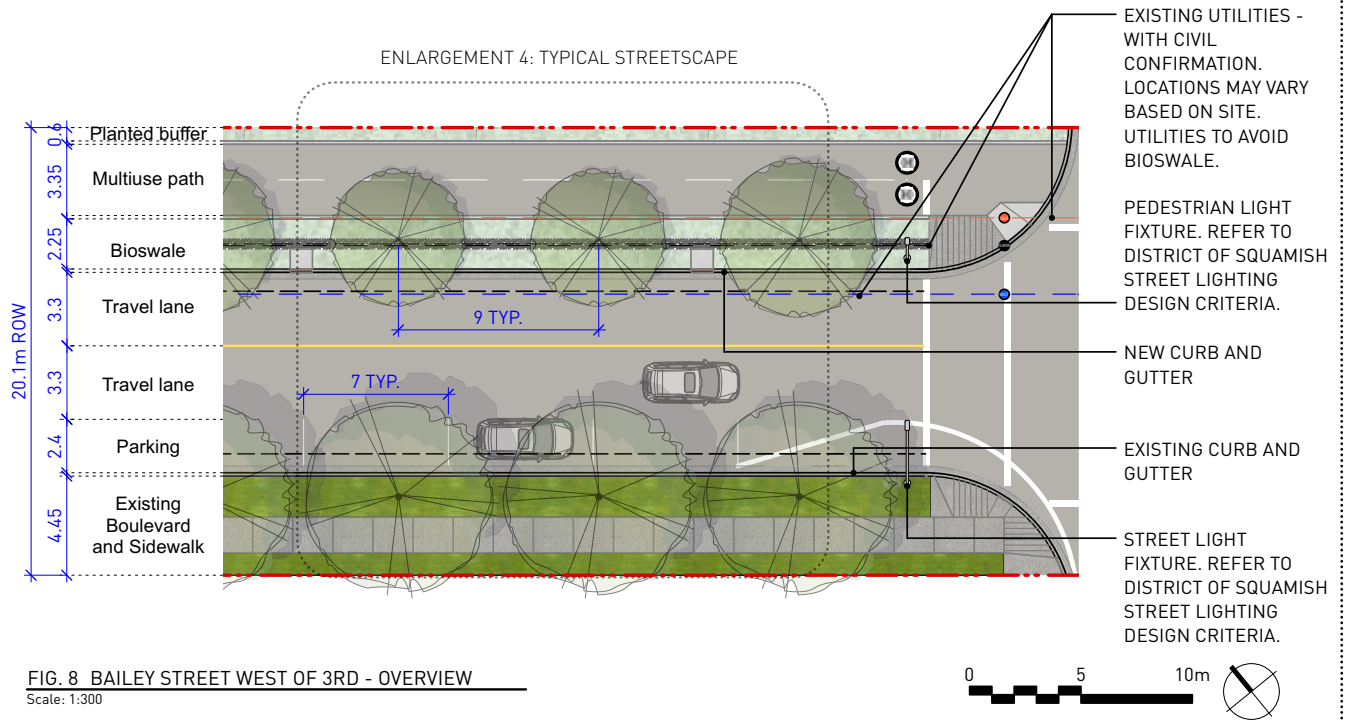 ENLARGEMENT 4: TYPICAL STREETSCAPE
20.1m ROW
0.6
Planted buffer
3.35
Multiuse path
2.25
Bioswale
3.3
Travel lane
3.3
Travel lane
2.4
Parking
4.45
Existing
Boulevard
and Sidewalk
9 TYP.
7 TYP.
EXISTING UTILITIES -
WITH CIVIL
CONFIRMATION.
LOCATIONS MAY VARY
BASED ON SITE.
UTILITIES TO AVOID
BIOSWALE.
PEDESTRIAN LIGHT
FIXTURE. REFER TO
DISTRICT OF SQUAMISH
STREET LIGHTING
DESIGN CRITERIA.
NEW CURB AND
GUTTER
EXISTING CURB AND
GUTTER
STREET LIGHT
FIXTURE. REFER TO
DISTRICT OF SQUAMISH
STREET LIGHTING
DESIGN CRITERIA.
FIG. 8 BAILEY STREET WEST OF 3RD - OVERVIEW
Scale: 1:300
0 5 10m